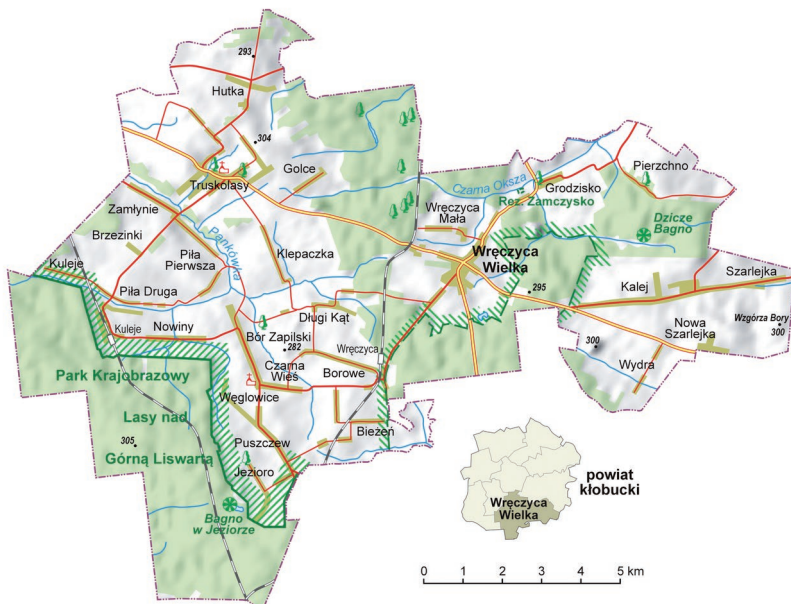 293
Hutka
304
Golce
Truskolasy
Pierzchno
Czarna Oksza
Grodzisko
Rez. Zamczysko
Zamłynie
Wręczyca
Mała
Dzicze
Bagno
Brzezinki
Pankówka
Klepaczka
Piła
Pierwsza
Wręczyca
Wielka
Kuleje
Szarlejka
Piła Druga
295
Kalej
Kuleje
Nowiny
Długi Kąt
Nowa
Szarlejka
Wzgórza Bory
300
Bór Zapilski
282
Wręczyca
300
Czarna
Wieś
Borowe
Wydra
Park Krajobrazowy
Węglowice
Lasy nad
Górną Liswartą
305
Bieżeń
Puszczew
Jezioro
Bagno
w Jeziorze
powiat
kłobucki
Wręczyca
Wielka
0 1 2 3 4 5 km